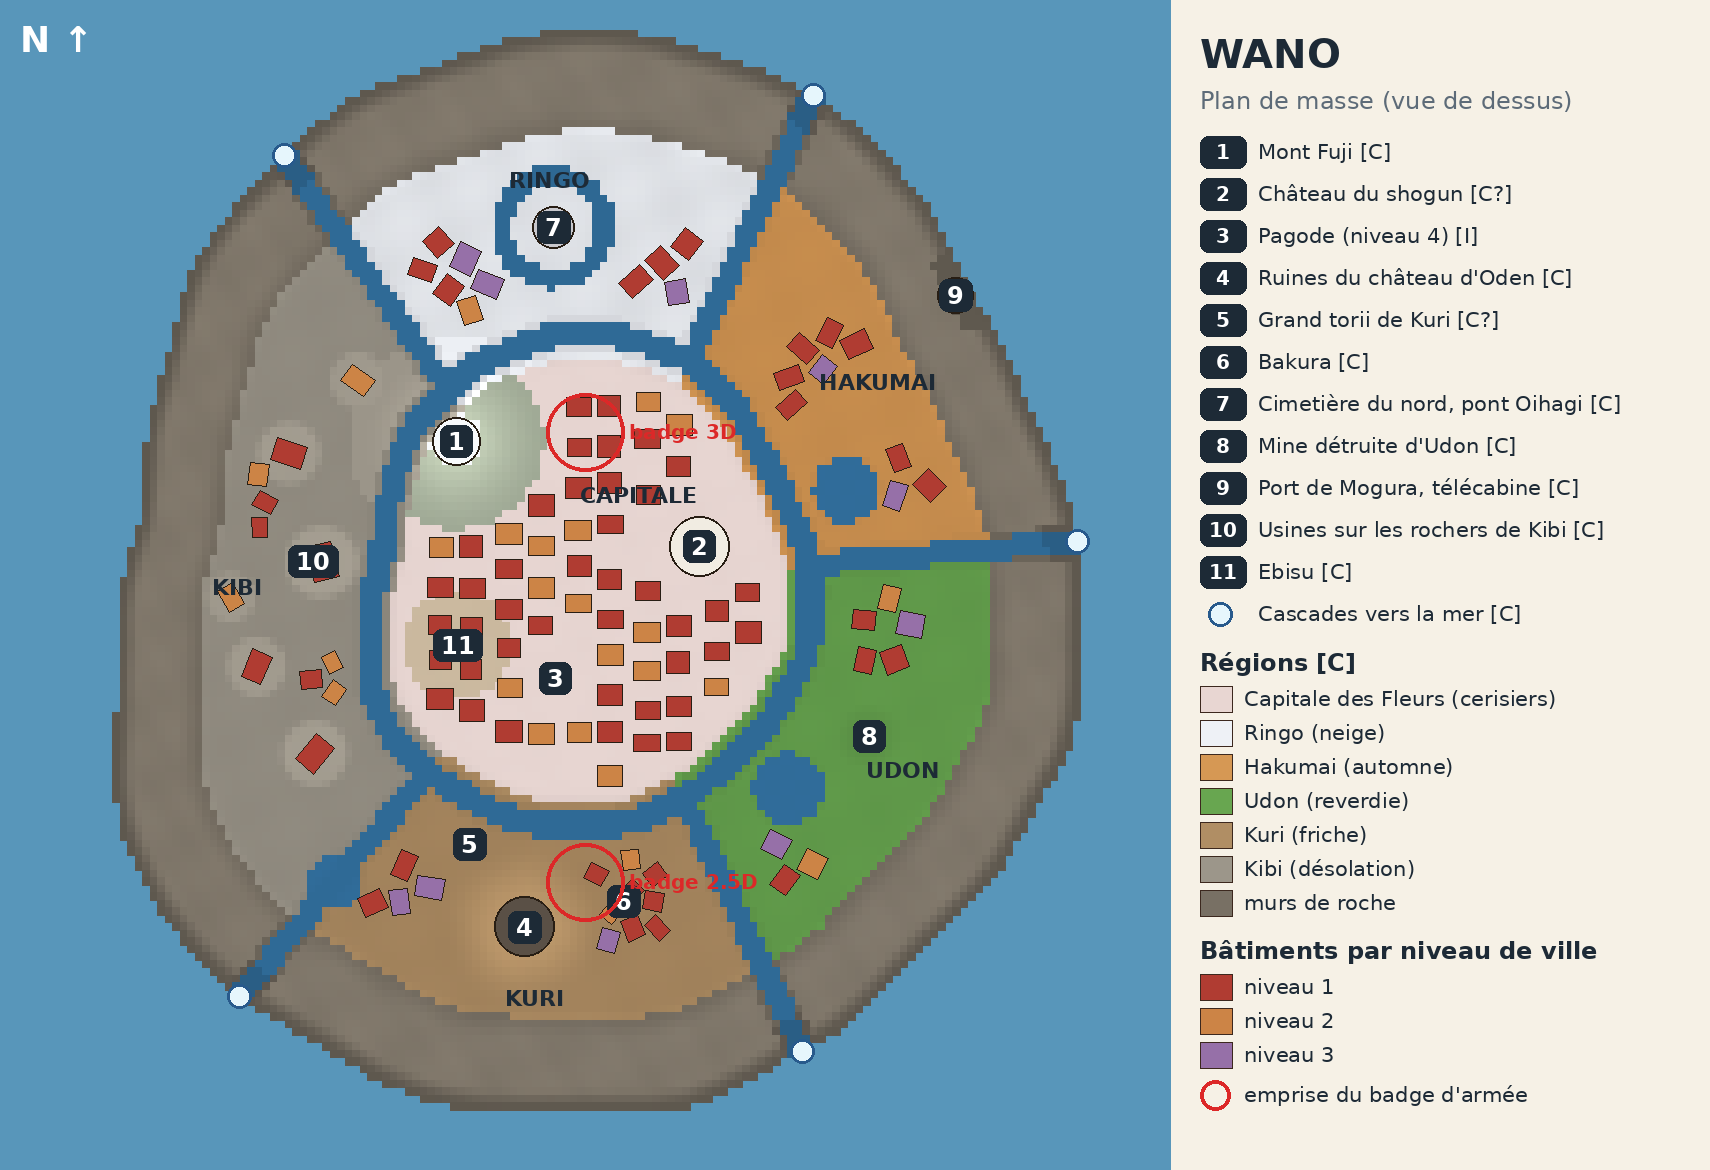 N ↑
RINGO
7
9
HAKUMAI
1
badge 3D
CAPITALE
2
10
KIBI
11
3
8
UDON
5
badge 2.5D
6
4
KURI
WANO
Plan de masse (vue de dessus)
1 Mont Fuji [C]
2 Château du shogun [C?]
3 Pagode (niveau 4) [I]
4 Ruines du château d'Oden [C]
5 Grand torii de Kuri [C?]
6 Bakura [C]
7 Cimetière du nord, pont Oihagi [C]
8 Mine détruite d'Udon [C]
9 Port de Mogura, télécabine [C]
10 Usines sur les rochers de Kibi [C]
11 Ebisu [C]
Cascades vers la mer [C]
Régions [C]
Capitale des Fleurs (cerisiers)
Ringo (neige)
Hakumai (automne)
Udon (reverdie)
Kuri (friche)
Kibi (désolation)
murs de roche
Bâtiments par niveau de ville
niveau 1
niveau 2
niveau 3
emprise du badge d'armée